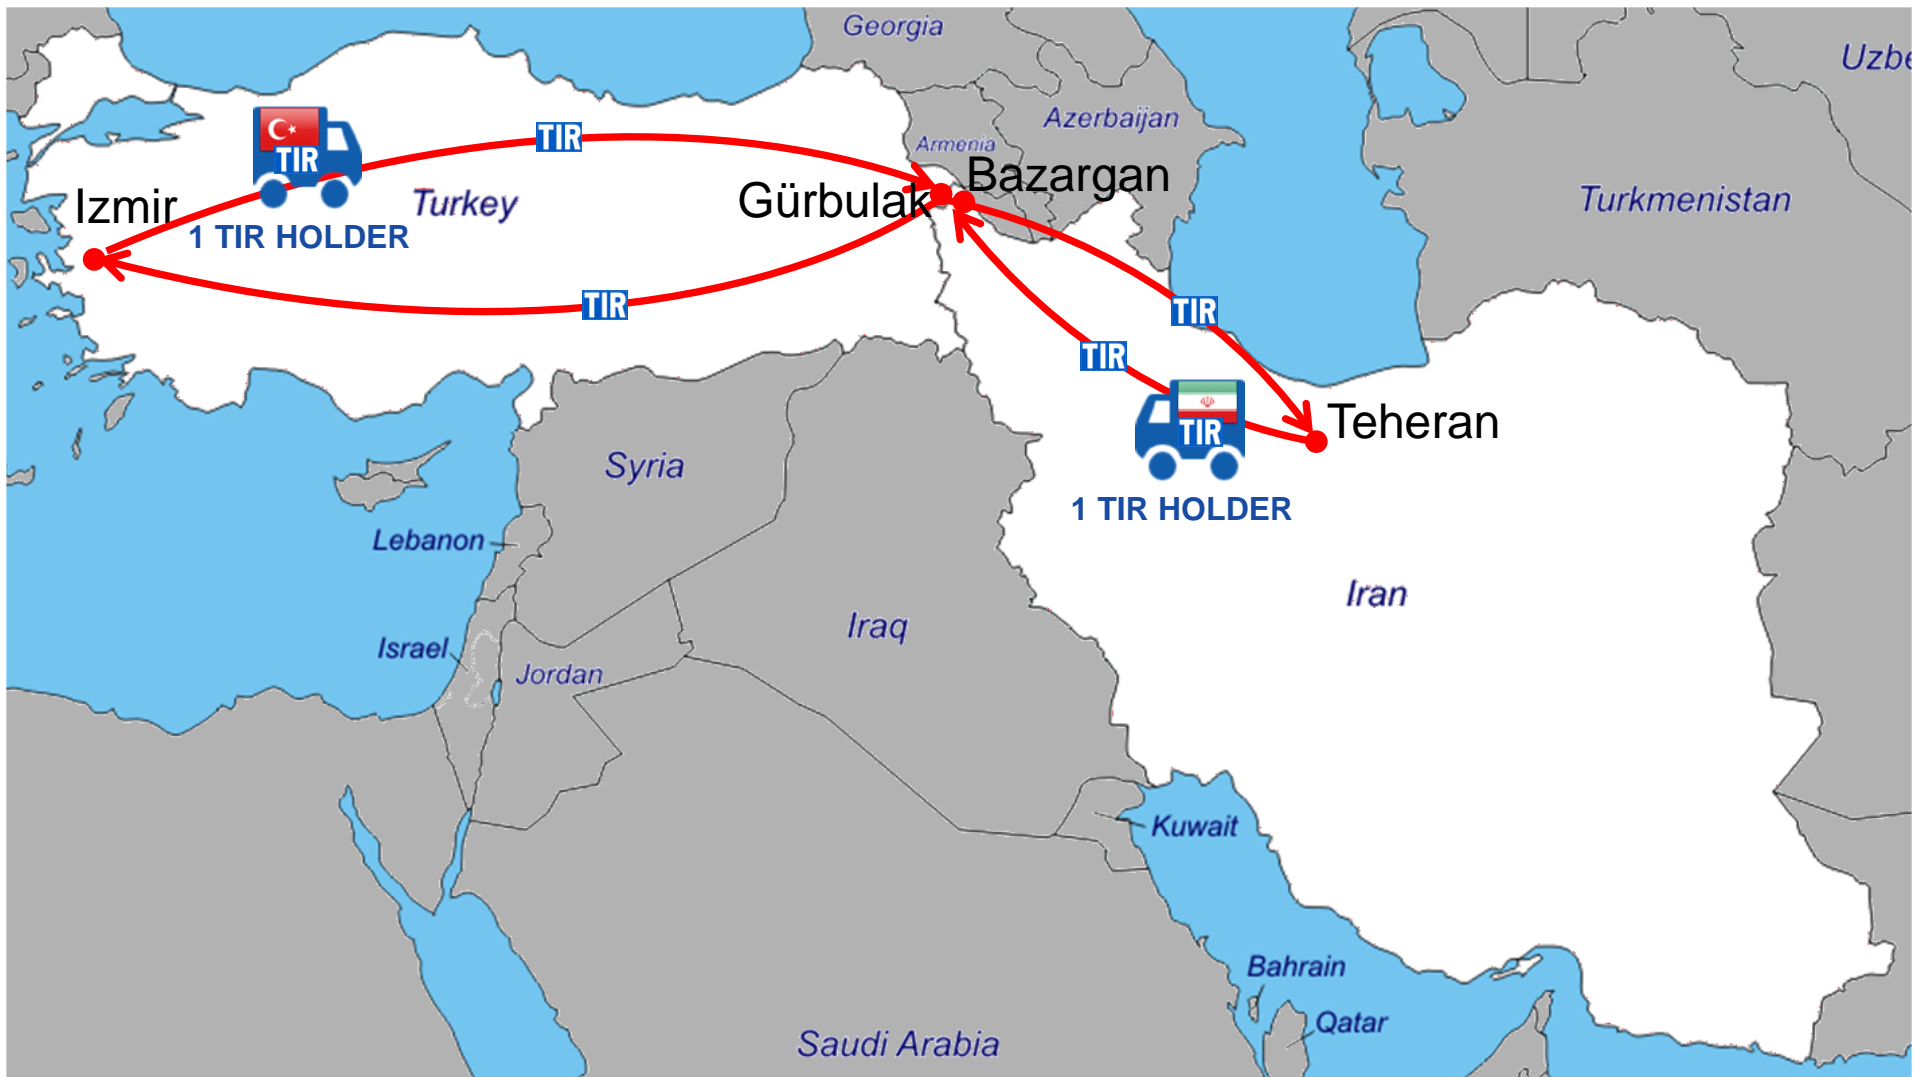 Georgia
Uzbe
Azerbaijan
TIR
Armenia
TIR
Bazargan
Turkmenistan
Izmir
Turkey
Gürbulak
1 TIR HOLDER
TIR
TIR
TIR
Teheran
TIR
Syria
1 TIR HOLDER
Lebanon
Iran
Iraq
Israel
Jordan
Kuwait
Bahrain
Qatar
Saudi Arabia